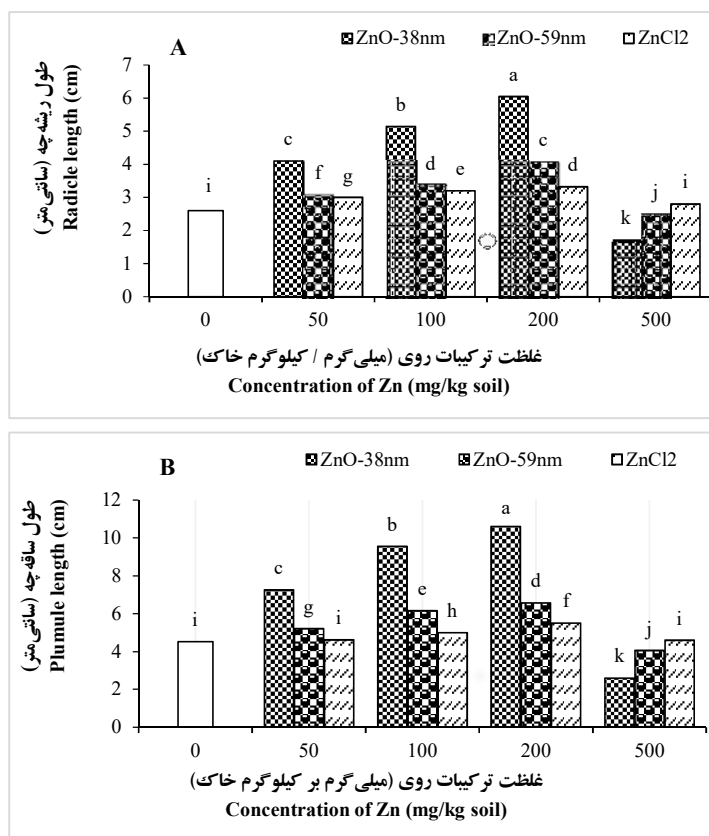 A
ZnO-38nm ZnO-59nm ZnCl2
طول ریشه‌چه (سانتی‌متر)
Radicle length (cm)
7
6
5
4
3
2
1
0
i
c f g
b d e
a c d
k j i
0 50 100 200 500
غلظت ترکیبات روی (میلی‌گرم / کیلوگرم خاک)
Concentration of Zn (mg/kg soil)
B
ZnO-38nm ZnO-59nm ZnCl2
طول ساقه‌چه (سانتی‌متر)
Plumule length (cm)
12
10
8
6
4
2
0
i
c g i
b e h
a d f
k j i
0 50 100 200 500
غلظت ترکیبات روی (میلی‌گرم بر کیلوگرم خاک)
Concentration of Zn (mg/kg soil)